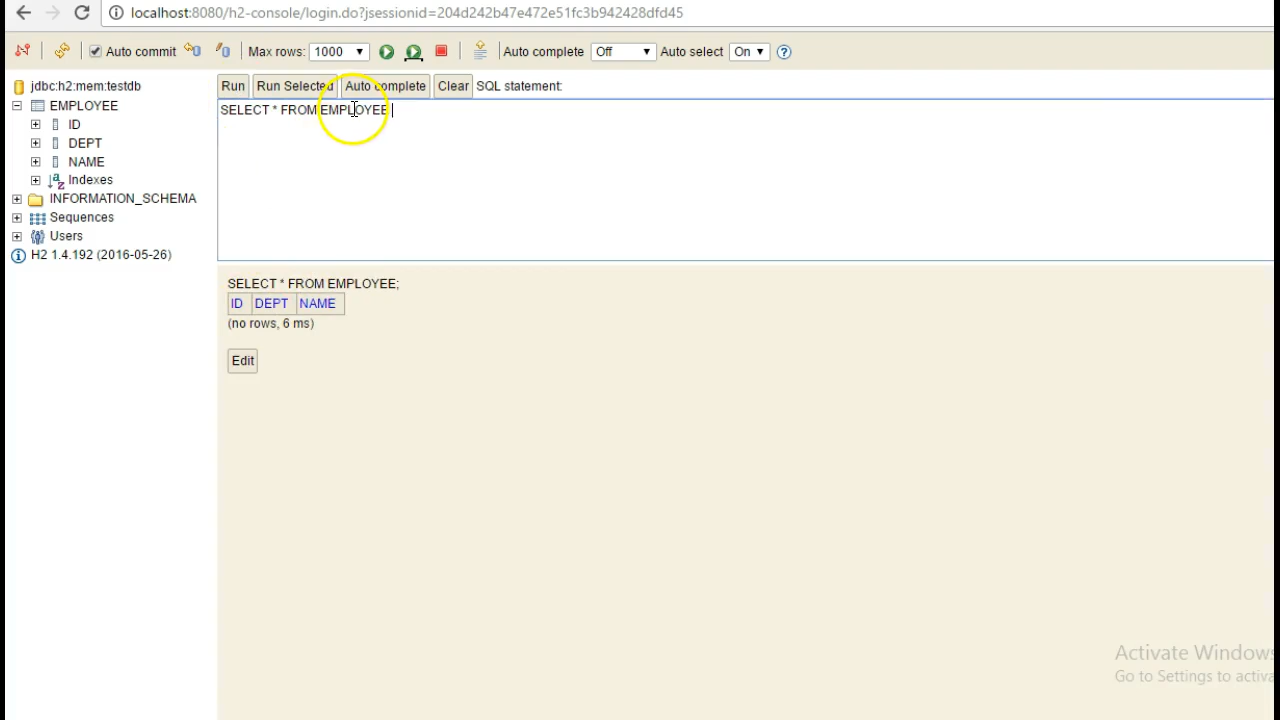 localhost:8080/h2-console/login.do?jsessionid=204d242b47e472e51fc3b942428dfd45
Auto commit Max rows: 1000 Auto complete Off Auto select On
jdbc:h2:mem:testdb
EMPLOYEE
ID
DEPT
NAME
Indexes
INFORMATION_SCHEMA
Sequences
Users
H2 1.4.192 (2016-05-26)
Run Run Selected Auto complete Clear SQL statement:
SELECT * FROM EMPLOYEE
SELECT * FROM EMPLOYEE;
ID DEPT NAME
(no rows, 6 ms)
Edit
Activate Windows
Go to Settings to activa